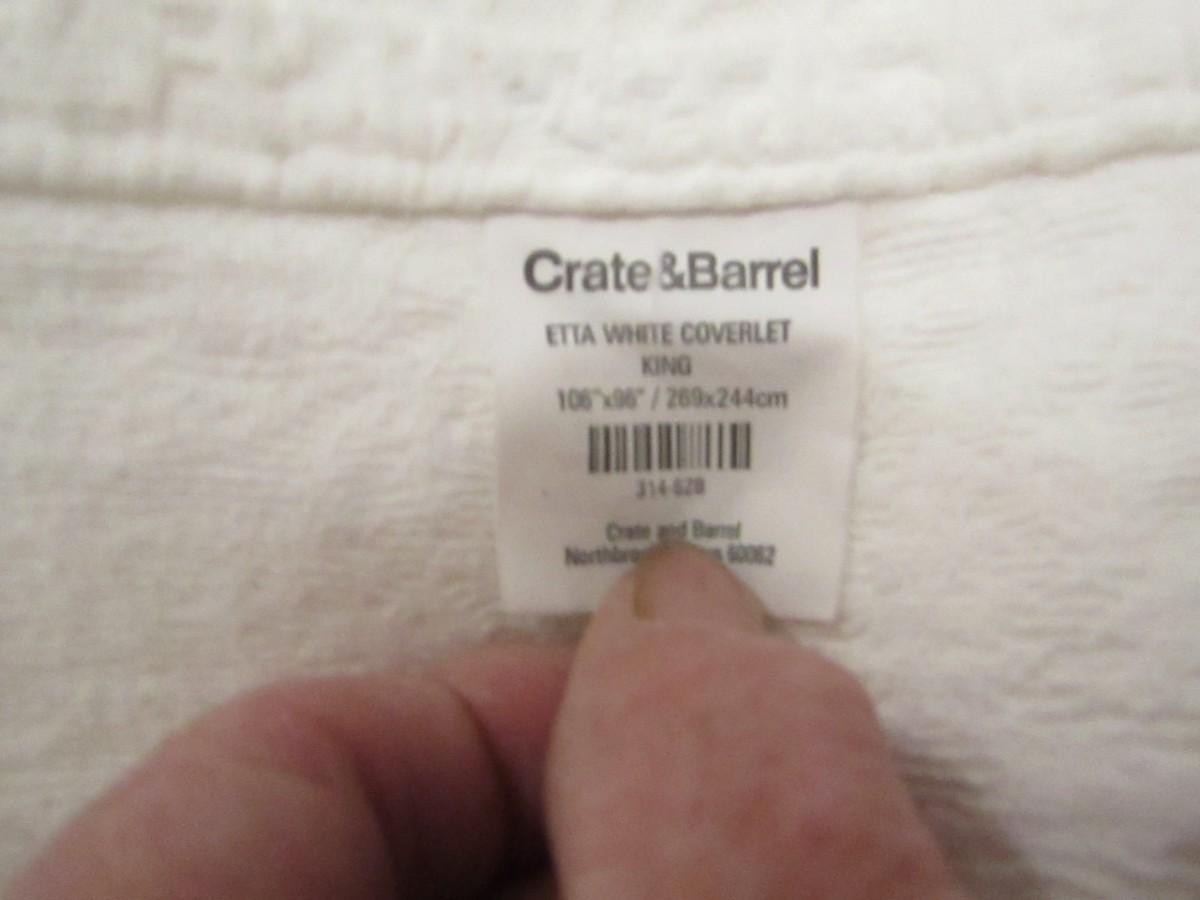 Crate&Barrel
ETTA WHITE COVERLET
KING
106"x96" / 269x244cm
314-628
Crate and Barrel
60062